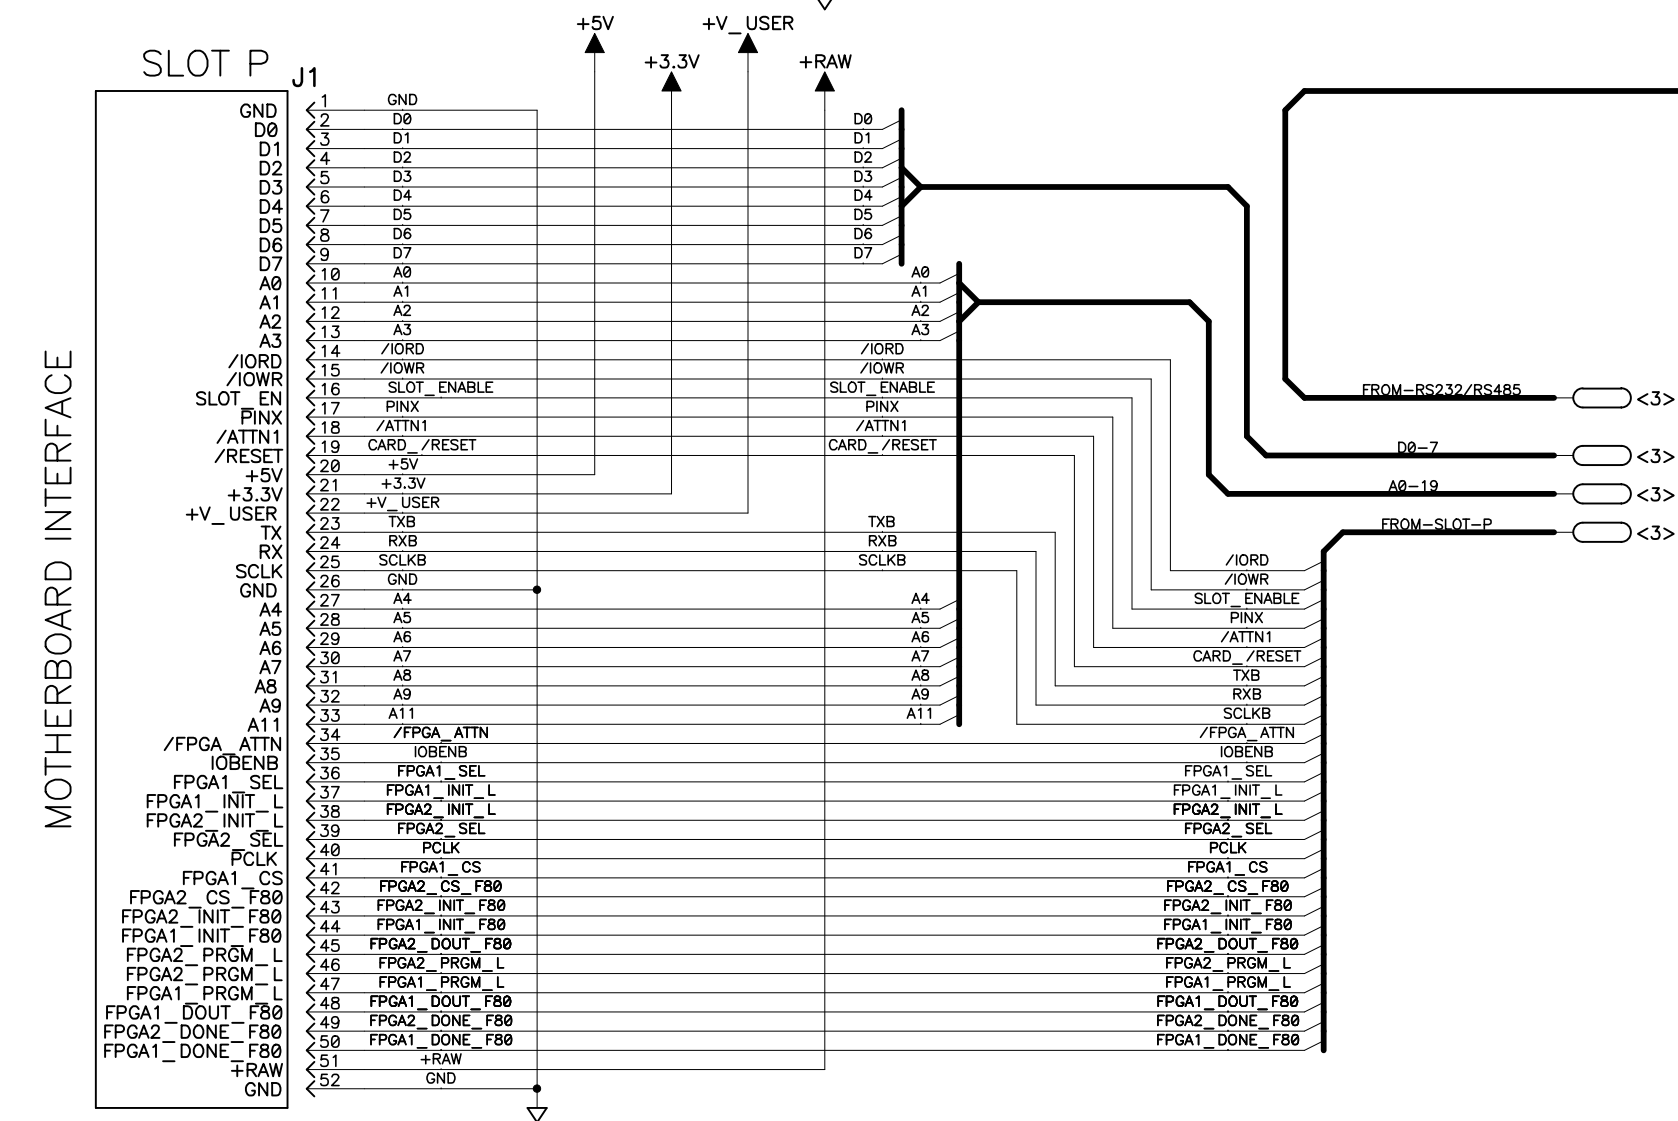 +5V +V_USER
SLOT P J1 +3.3V +RAW
MOTHERBOARD INTERFACE
GND 1 GND
D0 2 D0 D0
D1 3 D1 D1
D2 4 D2 D2
D3 5 D3 D3
D4 6 D4 D4
D5 7 D5 D5
D6 8 D6 D6
D7 9 D7 D7
A0 10 A0 A0
A1 11 A1 A1
A2 12 A2 A2
A3 13 A3 A3
/IORD 14 /IORD /IORD
/IOWR 15 /IOWR /IOWR
SLOT_EN 16 SLOT_ENABLE SLOT_ENABLE FROM-RS232/RS485 <3>
PINX 17 PINX PINX
/ATTN1 18 /ATTN1 /ATTN1
/RESET 19 CARD_/RESET CARD_/RESET D0-7 <3>
+5V 20 +5V
+3.3V 21 +3.3V A0-19 <3>
+V_USER 22 +V_USER
TX 23 TXB TXB FROM-SLOT-P <3>
RX 24 RXB RXB
SCLK 25 SCLKB SCLKB /IORD
GND 26 GND /IOWR
A4 27 A4 A4 SLOT_ENABLE
A5 28 A5 A5 PINX
A6 29 A6 A6 /ATTN1
A7 30 A7 A7 CARD_/RESET
A8 31 A8 A8 TXB
A9 32 A9 A9 RXB
A11 33 A11 A11 SCLKB
/FPGA_ATTN 34 /FPGA_ATTN /FPGA_ATTN
IOBENB 35 IOBENB IOBENB
FPGA1_SEL 36 FPGA1_SEL FPGA1_SEL
FPGA1_INIT_L 37 FPGA1_INIT_L FPGA1_INIT_L
FPGA2_INIT_L 38 FPGA2_INIT_L FPGA2_INIT_L
FPGA2_SEL 39 FPGA2_SEL FPGA2_SEL
PCLK 40 PCLK PCLK
FPGA1_CS 41 FPGA1_CS FPGA1_CS
FPGA2_CS_F80 42 FPGA2_CS_F80 FPGA2_CS_F80
FPGA2_INIT_F80 43 FPGA2_INIT_F80 FPGA2_INIT_F80
FPGA1_INIT_F80 44 FPGA1_INIT_F80 FPGA1_INIT_F80
FPGA2_PRGM_L 45 FPGA2_DOUT_F80 FPGA2_DOUT_F80
FPGA2_PRGM_L 46 FPGA2_PRGM_L FPGA2_PRGM_L
FPGA1_PRGM_L 47 FPGA1_PRGM_L FPGA1_PRGM_L
FPGA1_DOUT_F80 48 FPGA1_DOUT_F80 FPGA1_DOUT_F80
FPGA2_DONE_F80 49 FPGA2_DONE_F80 FPGA2_DONE_F80
FPGA1_DONE_F80 50 FPGA1_DONE_F80 FPGA1_DONE_F80
+RAW 51 +RAW
GND 52 GND